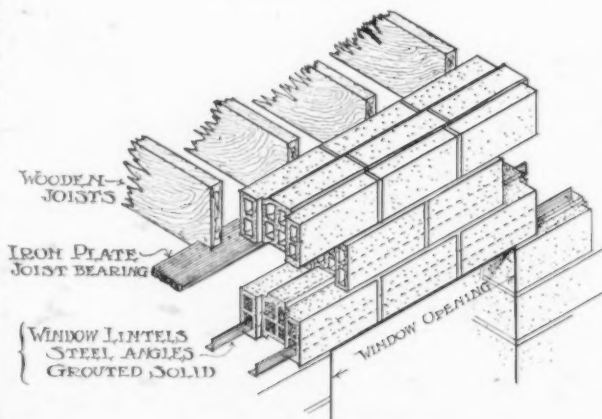 WOODEN
JOISTS
IRON PLATE
JOIST BEARING
WINDOW LINTELS
STEEL ANGLES
GROUTED SOLID
WINDOW OPENING